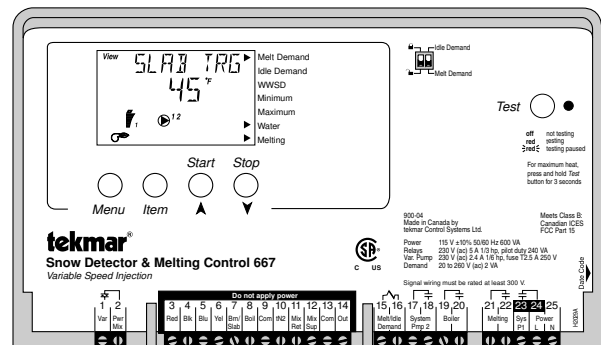 View
SLAB TRG
45 °F
1
1 2
Melt Demand
Idle Demand
WWSD
Minimum
Maximum
Water
Melting
Menu
Item
Start
Stop
Idle Demand
Melt Demand
Test
off not testing
red testing
red testing paused
For maximum heat,
press and hold Test
button for 3 seconds
tekmar®
Snow Detector & Melting Control 667
Variable Speed Injection
C US
900-04
Made in Canada by
tekmar Control Systems Ltd.
Meets Class B:
Canadian ICES
FCC Part 15
Power 115 V ±10% 50/60 Hz 600 VA
Relays 230 V (ac) 5 A 1/3 hp, pilot duty 240 VA
Var. Pump 230 V (ac) 2.4 A 1/6 hp, fuse T2.5 A 250 V
Demand 20 to 260 V (ac) 2 VA
Signal wiring must be rated at least 300 V.
Date Code
H2029A
Do not apply power
1 2 3 4 5 6 7 8 9 10 11 12 13 14 15 16 17 18 19 20 21 22 23 24 25
Var Pwr Mix
Red Blk Blu Yel Brn/Slab Boil Com tN2 Mix Ret Mix Sup Com Out
Melt/Idle Demand
System Pmp 2
Boiler
Melting
Sys P1
Power
L N